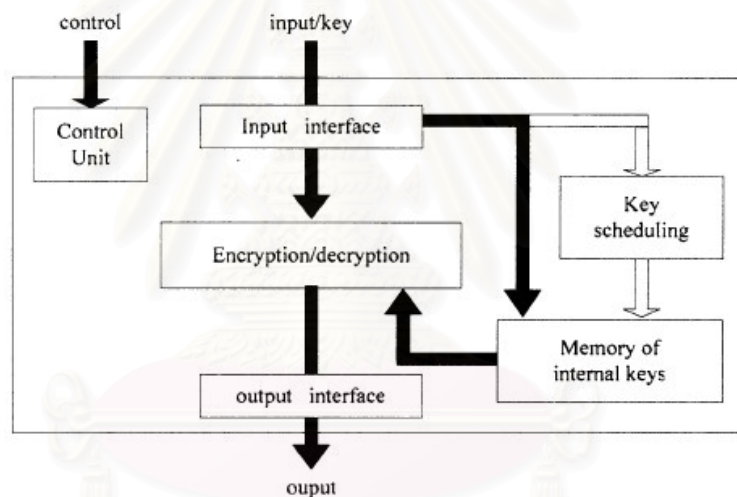 control
input/key
Control
Unit
Input interface
Key
scheduling
Encryption/decryption
Memory of
internal keys
output interface
ouput